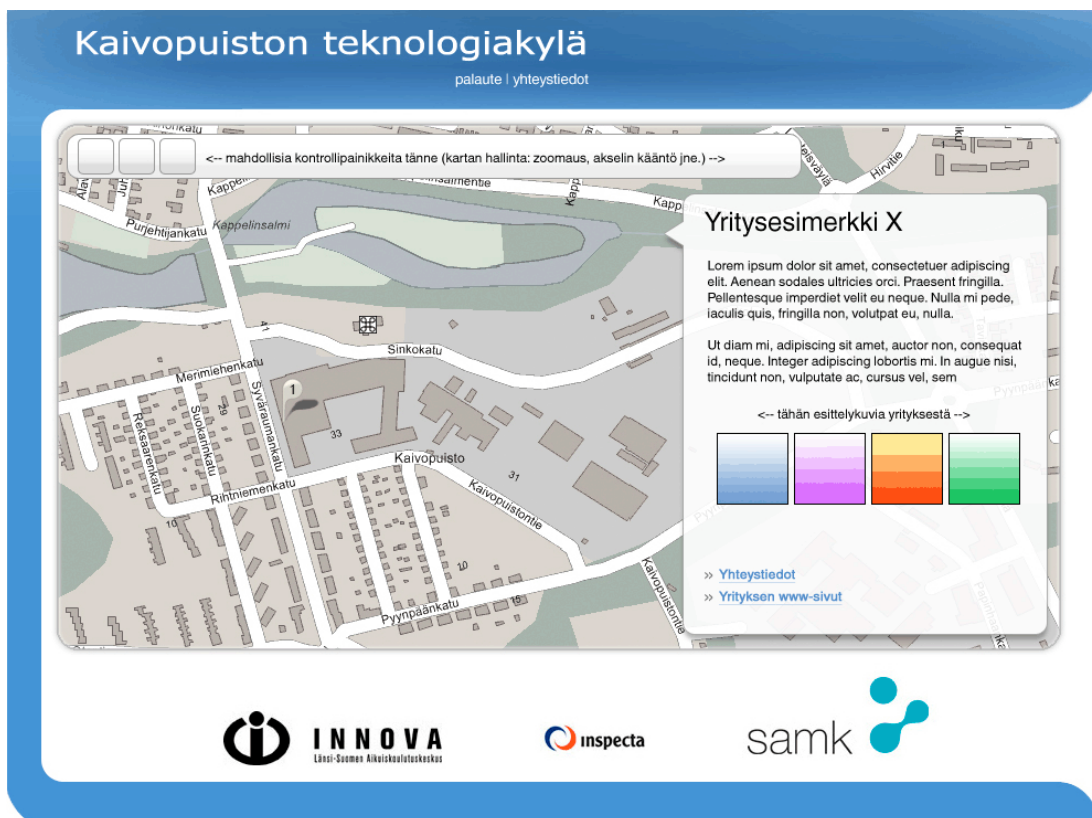 Kaivopuiston teknologiakylä
palaute | yhteystiedot
<-- mahdollisia kontrollipainikkeita tänne (kartan hallinta: zoomaus, akselin kääntö jne.) -->
Hirvitie
Purjehtijankatu
Kappelinsalmi
Yritysesimerkki X
Lorem ipsum dolor sit amet, consectetuer adipiscing
elit. Aenean sodales ultricies orci. Praesent fringilla.
Pellentesque imperdiet velit eu neque. Nulla mi pede,
iaculis quis, fringilla non, volutpat eu, nulla.
Ut diam mi, adipiscing sit amet, auctor non, consequat
id, neque. Integer adipiscing lobortis mi. In augue nisi,
tincidunt non, vulputate ac, cursus vel, sem
<-- tähän esittelykuvia yrityksestä -->
» Yhteystiedot
» Yrityksen www-sivut
41
Sinkokatu
Merimiehenkatu
Syväraumankatu
1
29
Suokarinkatu
Reksaarenkatu
33
Kaivopuisto
31
Rihtniemenkatu
Kaivopuistontie
10
10
Kaivopuistontie
15
Pyynpäänkatu
INNOVA
Länsi-Suomen Aikuiskoulutuskeskus
inspecta
samk